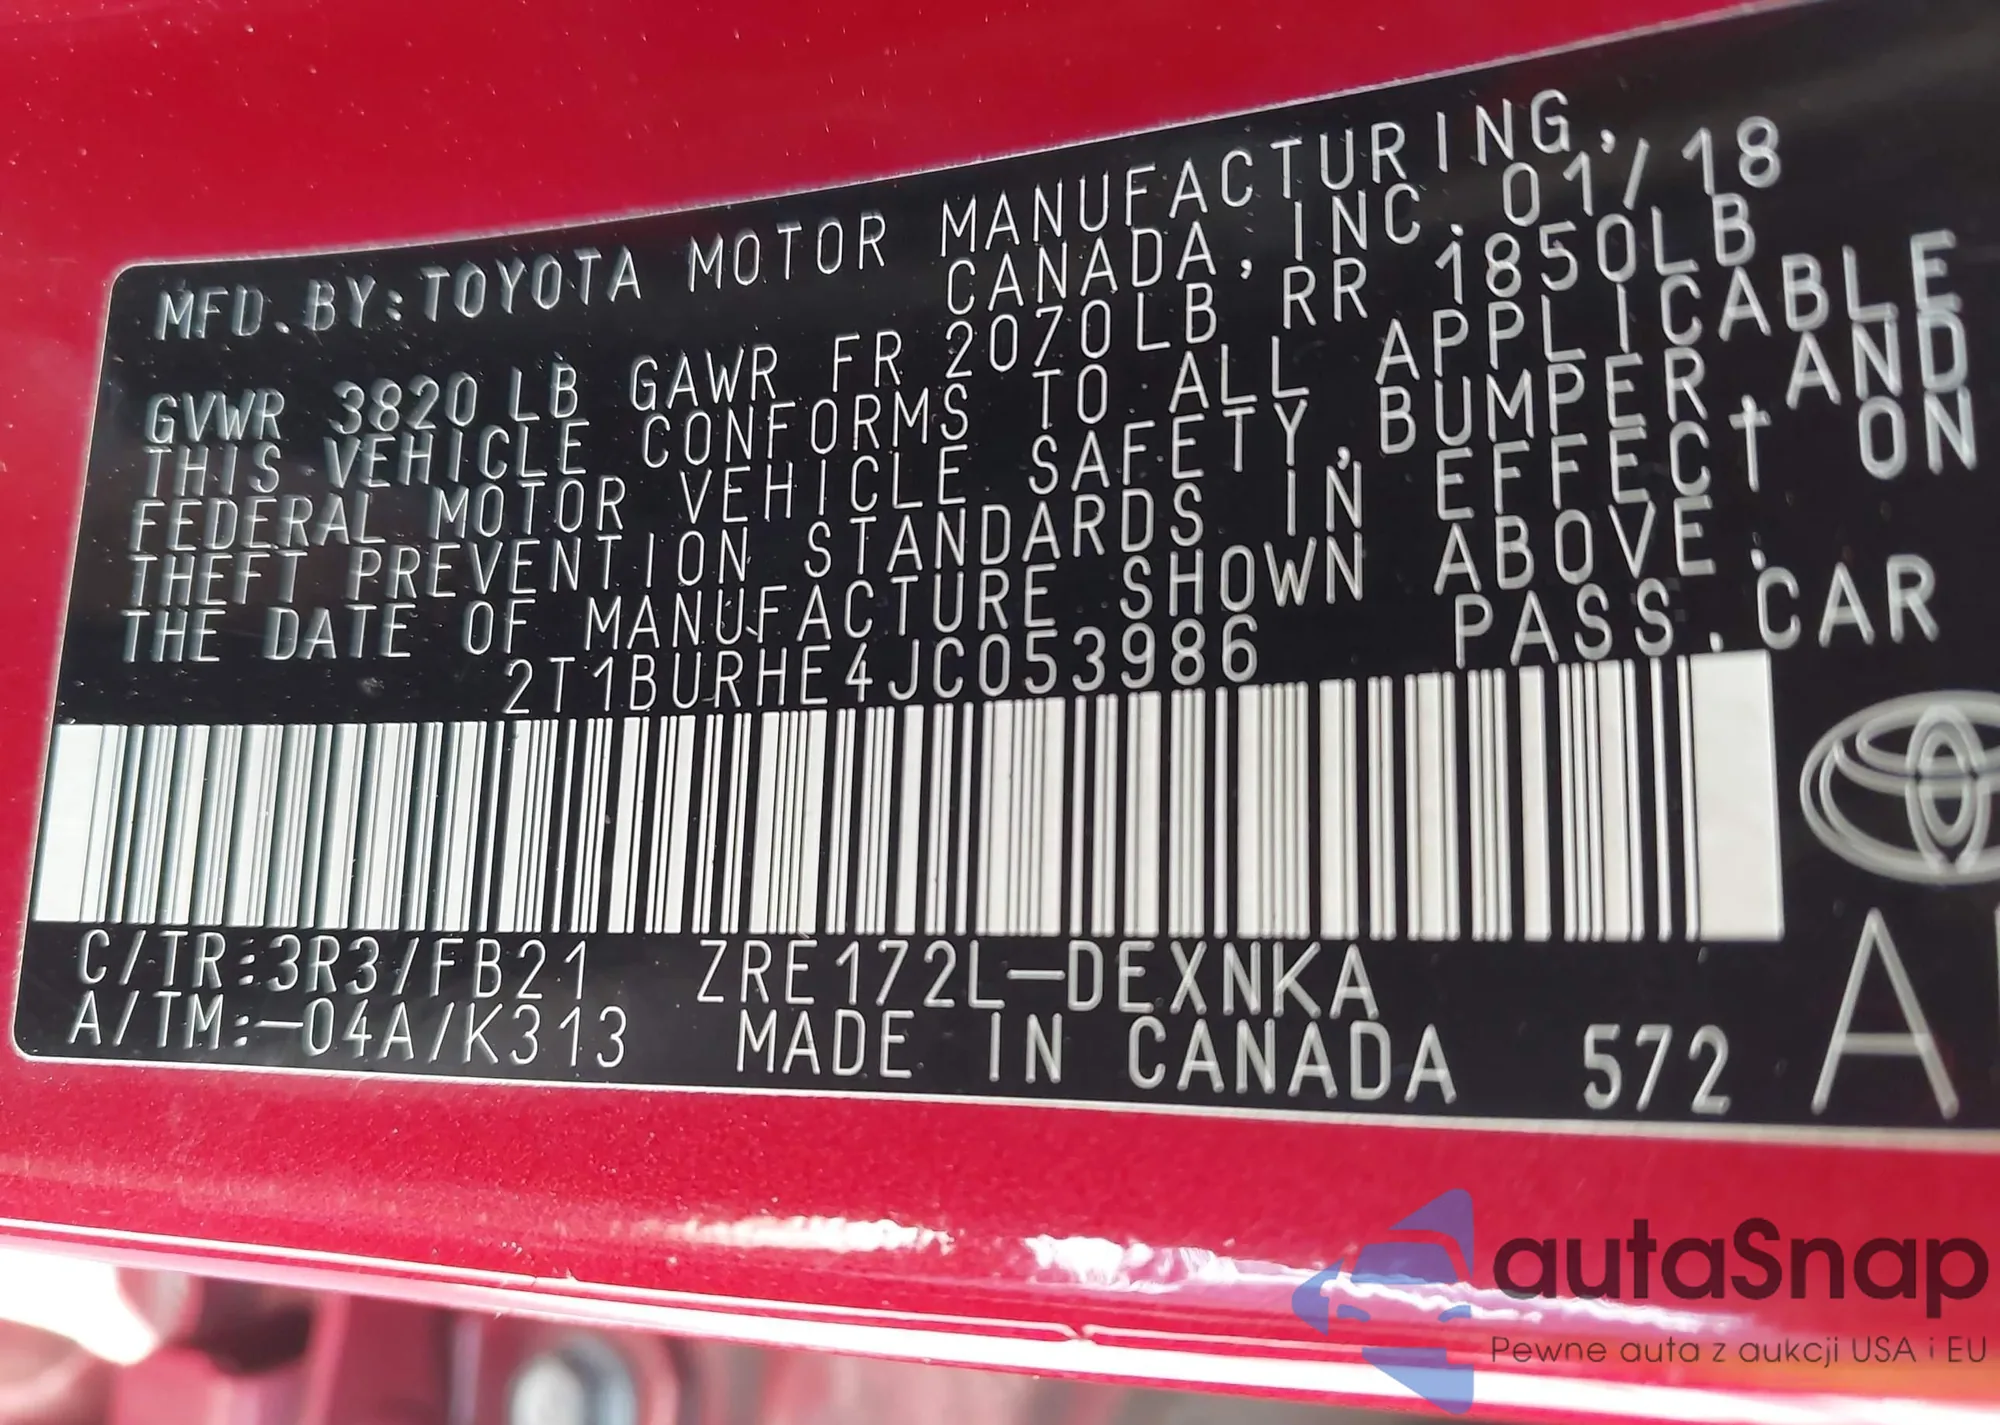 MFD.BY:TOYOTA MOTOR MANUFACTURING,
CANADA, INC. 01/18
GVWR 3820LB GAWR FR 2070LB RR 1850LB
THIS VEHICLE CONFORMS TO ALL APPLICABLE
FEDERAL MOTOR VEHICLE SAFETY, BUMPER AND
THEFT PREVENTION STANDARDS IN EFFECT ON
THE DATE OF MANUFACTURE SHOWN ABOVE.
2T1BURHE4JC053986 PASS.CAR
C/TR:3R3/FB21 ZRE172L-DEXNKA
A/TM:-04A/K313 MADE IN CANADA 572
A
autaSnap
Pewne auta z aukcji USA i EU